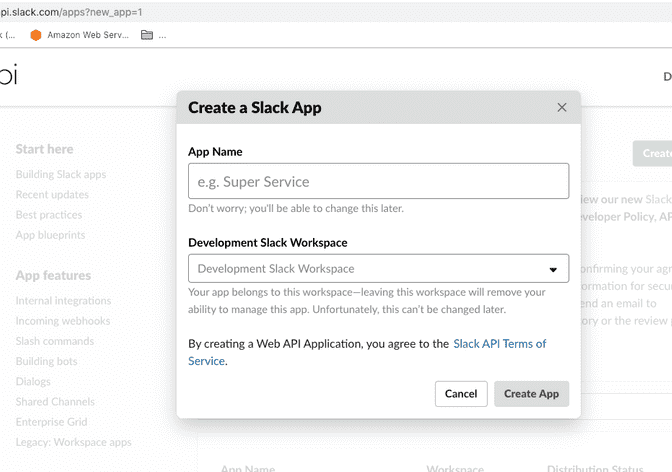 pi.slack.com/apps?new_app=1
k (... Amazon Web Serv... ...
pi
D
Create a Slack App
App Name
e.g. Super Service
Don't worry; you'll be able to change this later.
Development Slack Workspace
Development Slack Workspace
Your app belongs to this workspace—leaving this workspace will remove your
ability to manage this app. Unfortunately, this can't be changed later.
By creating a Web API Application, you agree to the Slack API Terms of
Service.
Cancel Create App
Start here
Building Slack apps
Recent updates
Best practices
App blueprints
App features
Internal integrations
Incoming webhooks
Slash commands
Building bots
Dialogs
Shared Channels
Enterprise Grid
Legacy: Workspace apps
Create
iew our new Slack
eveloper Policy, AP
onfirming your agre
formation for secur
end an email to
tory or the review p
App Name Workspace Distribution Status